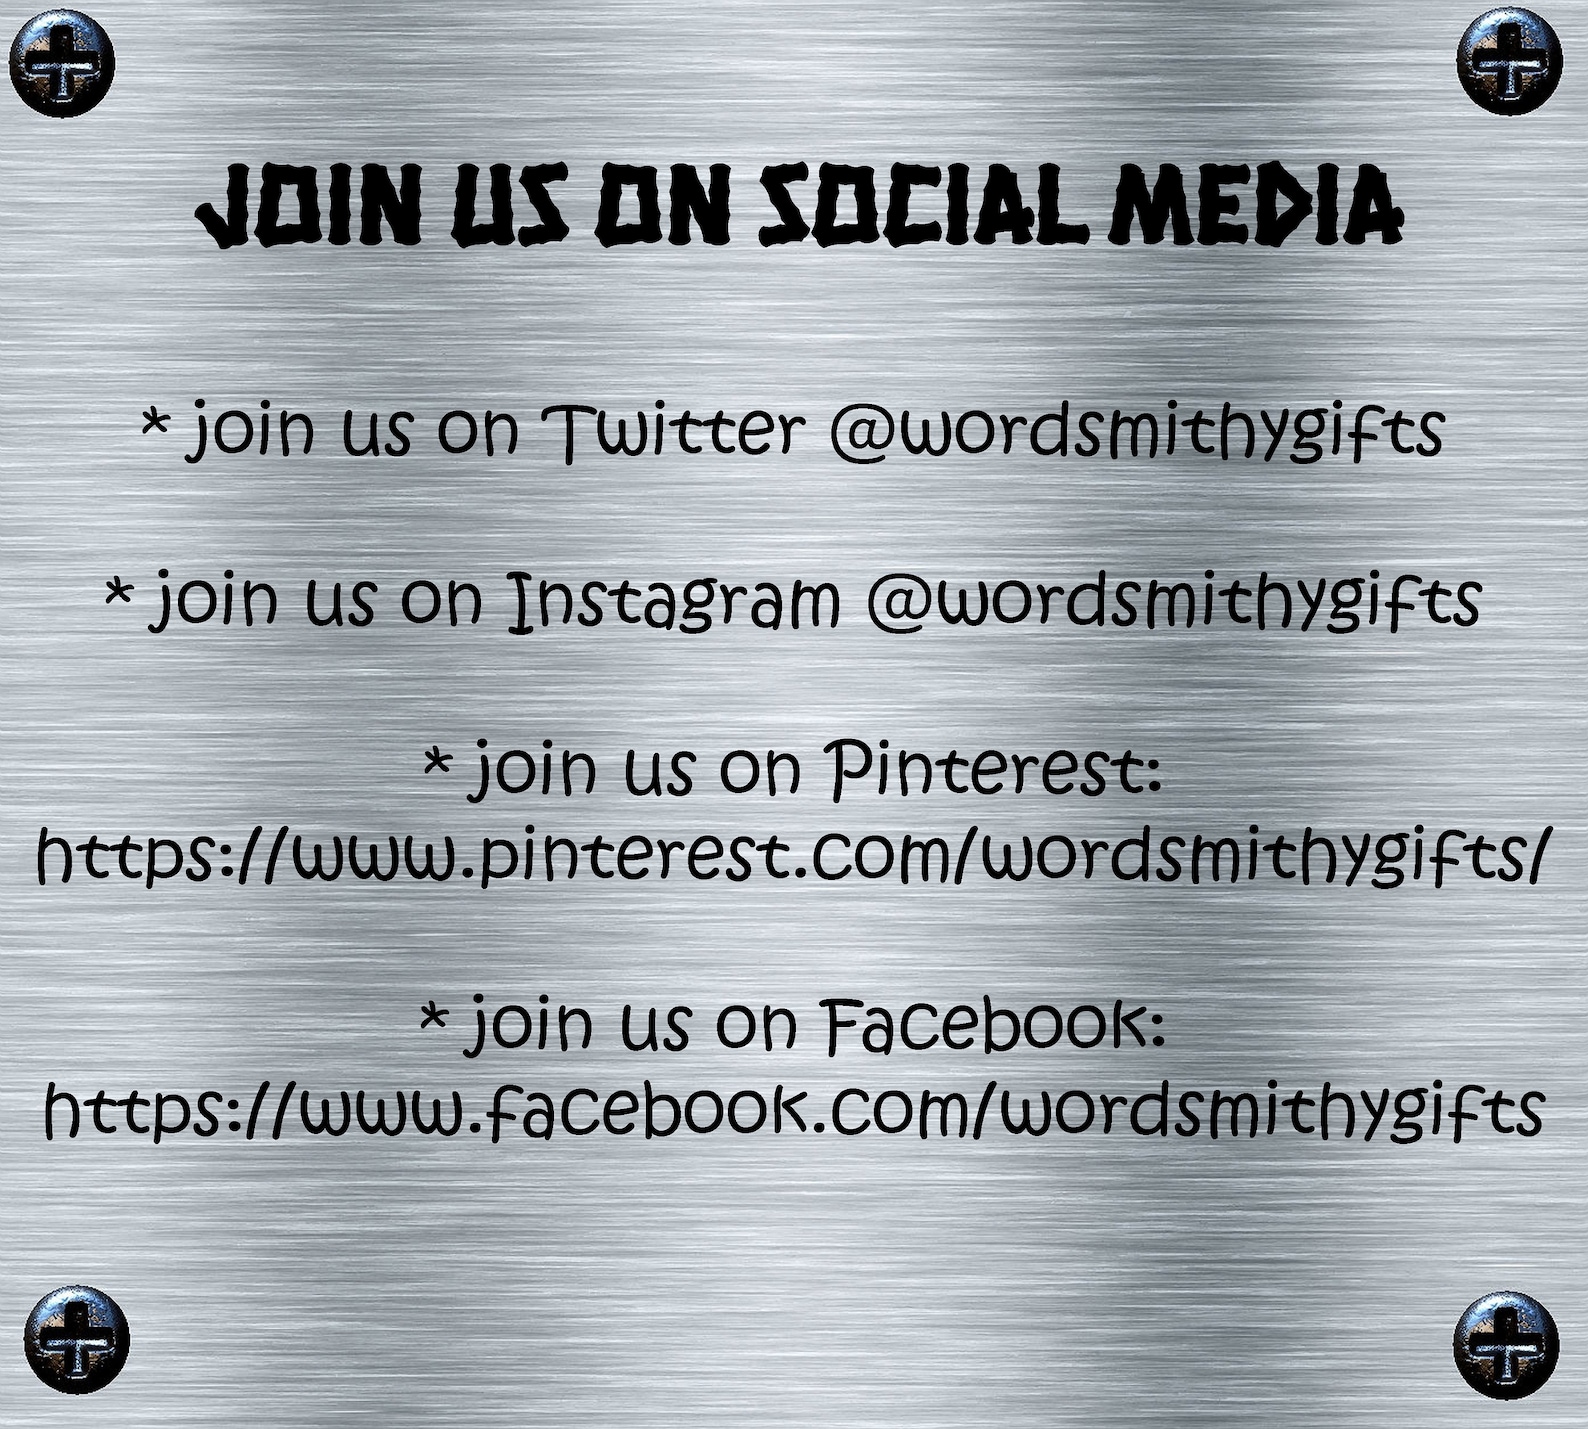 JOIN US ON SOCIAL MEDIA
* join us on Twitter @wordsmithygifts
* join us on Instagram @wordsmithygifts
* join us on Pinterest:
https://www.pinterest.com/wordsmithygifts/
* join us on Facebook:
https://www.facebook.com/wordsmithygifts